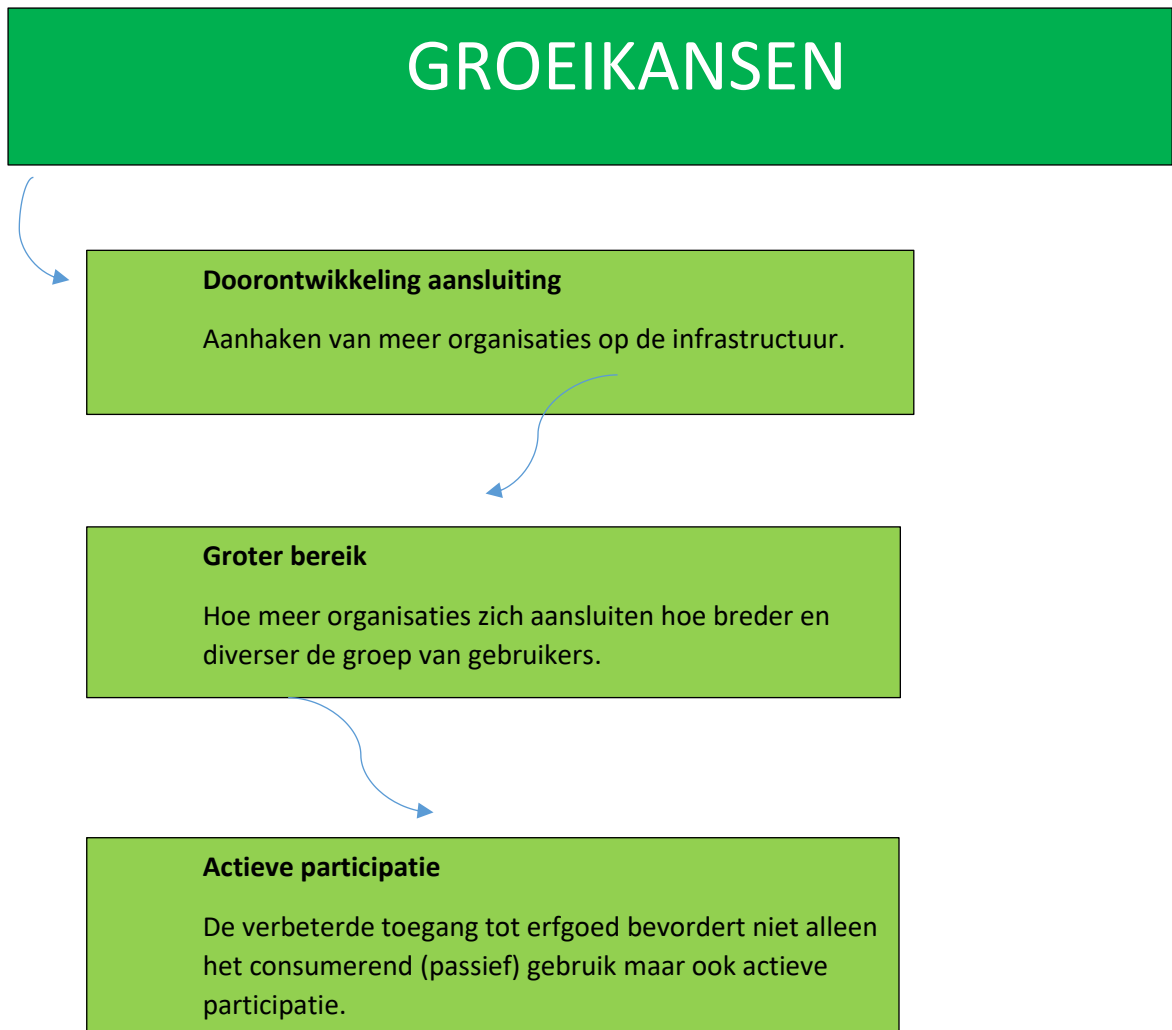 GROEIKANSEN
Doorontwikkeling aansluiting
Aanhaken van meer organisaties op de infrastructuur.
Groter bereik
Hoe meer organisaties zich aansluiten hoe breder en
diverser de groep van gebruikers.
Actieve participatie
De verbeterde toegang tot erfgoed bevordert niet alleen
het consumerend (passief) gebruik maar ook actieve
participatie.